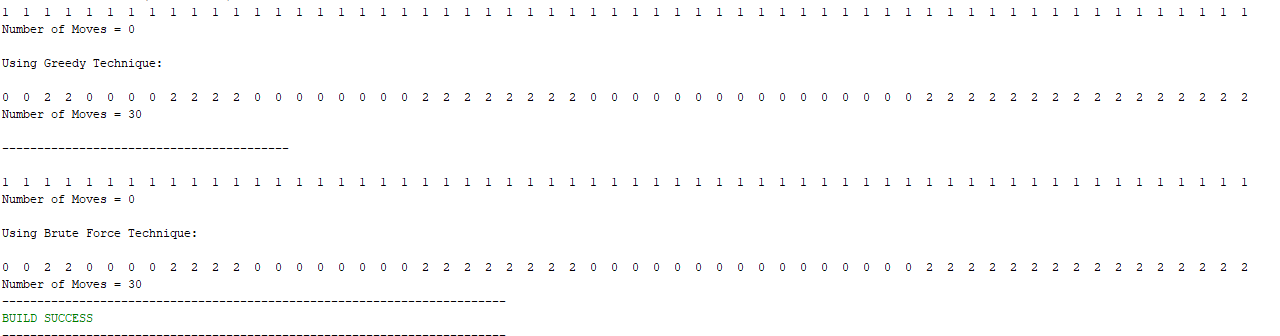 1 1 1 1 1 1 1 1 1 1 1 1 1 1 1 1 1 1 1 1 1 1 1 1 1 1 1 1 1 1 1 1 1 1 1 1 1 1 1 1 1 1 1 1 1 1 1 1 1 1 1 1 1 1 1 1 1 1 1 1
Number of Moves = 0
Using Greedy Technique:
0 0 2 2 0 0 0 0 2 2 2 2 0 0 0 0 0 0 0 0 2 2 2 2 2 2 2 2 0 0 0 0 0 0 0 0 0 0 0 0 0 0 0 0 2 2 2 2 2 2 2 2 2 2 2 2 2 2 2 2
Number of Moves = 30
-----------------------------------------
1 1 1 1 1 1 1 1 1 1 1 1 1 1 1 1 1 1 1 1 1 1 1 1 1 1 1 1 1 1 1 1 1 1 1 1 1 1 1 1 1 1 1 1 1 1 1 1 1 1 1 1 1 1 1 1 1 1 1 1
Number of Moves = 0
Using Brute Force Technique:
0 0 2 2 0 0 0 0 2 2 2 2 0 0 0 0 0 0 0 0 2 2 2 2 2 2 2 2 0 0 0 0 0 0 0 0 0 0 0 0 0 0 0 0 2 2 2 2 2 2 2 2 2 2 2 2 2 2 2 2
Number of Moves = 30
------------------------------------------------------------------------
BUILD SUCCESS
------------------------------------------------------------------------